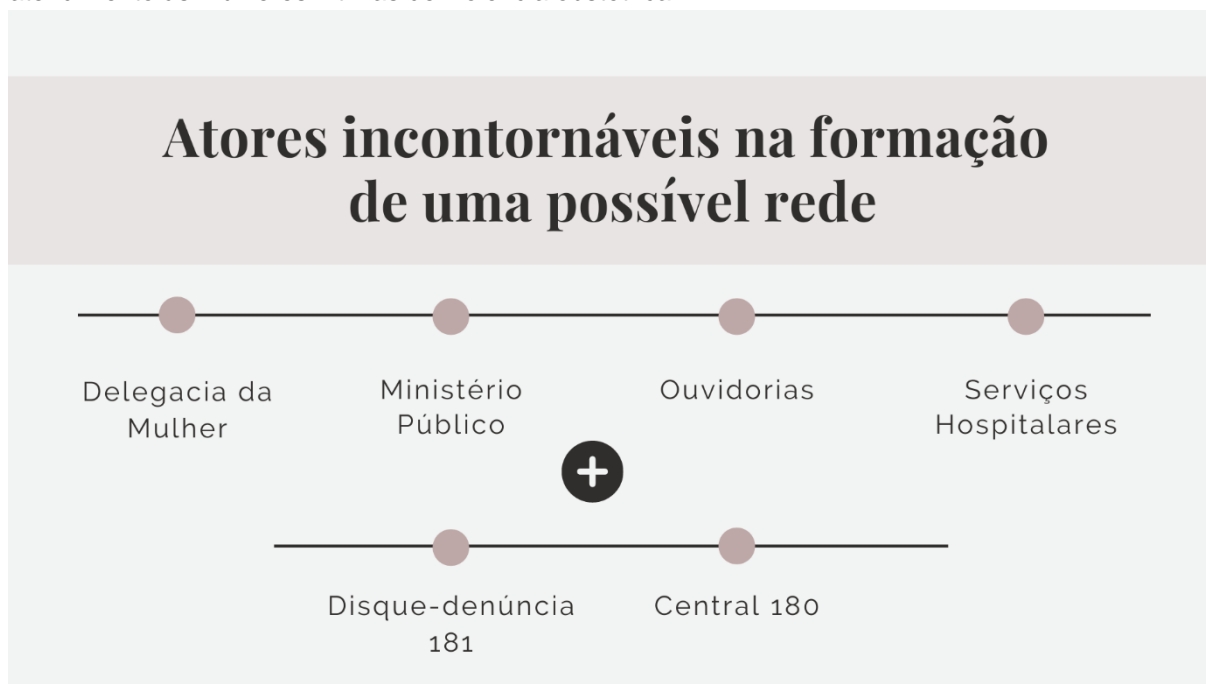 Atores incontornáveis na formação
de uma possível rede
Delegacia da
Mulher
Ministério
Público
Ouvidorias
Serviços
Hospitalares
+
Disque-denúncia
181
Central 180